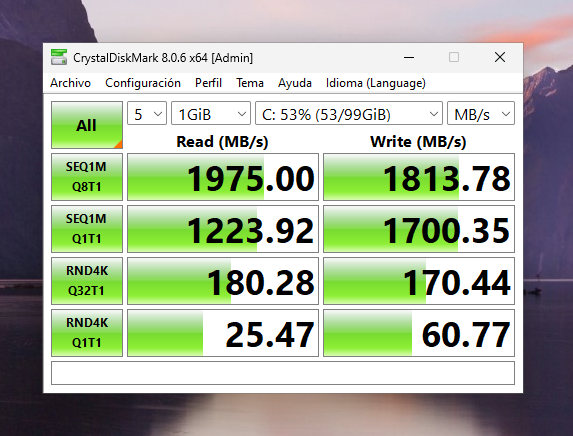 CrystalDiskMark 8.0.6 x64 [Admin]
Archivo Configuración Perfil Tema Ayuda Idioma (Language)
All 5 1GiB C: 53% (53/99GiB) MB/s
Read (MB/s) Write (MB/s)
SEQ1M
Q8T1 1975.00 1813.78
SEQ1M
Q1T1 1223.92 1700.35
RND4K
Q32T1 180.28 170.44
RND4K
Q1T1 25.47 60.77